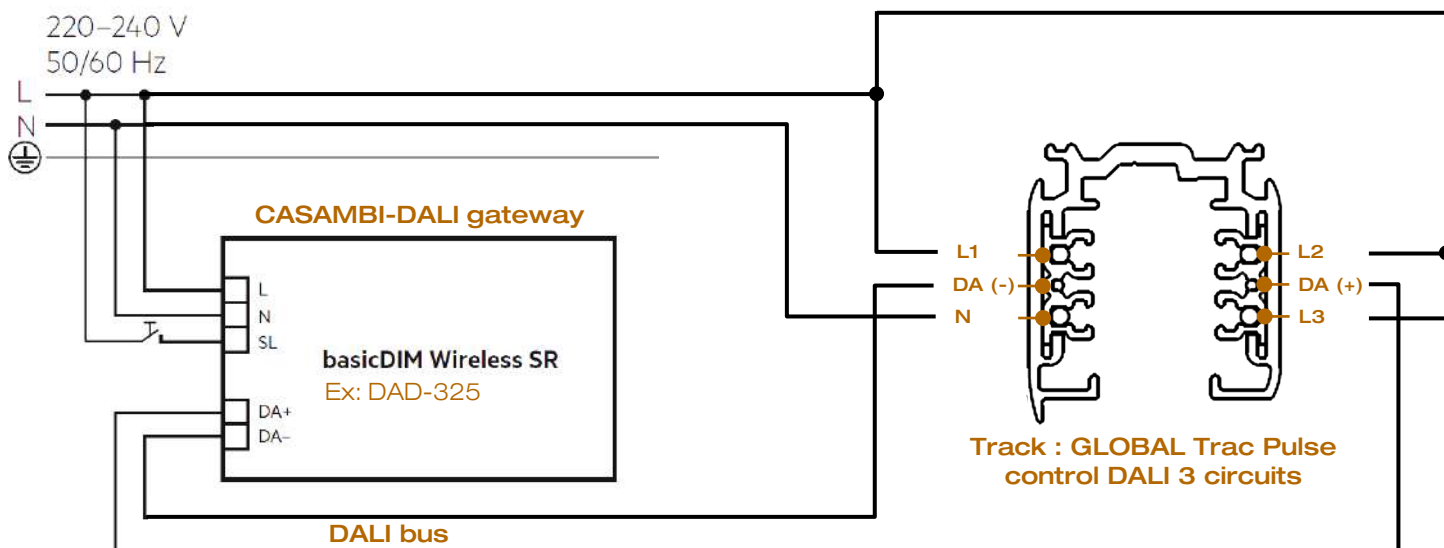 220–240 V
50/60 Hz
L
N
CASAMBI-DALI gateway
L
N
SL
basicDIM Wireless SR
Ex: DAD-325
DA+
DA–
DALI bus
L1
DA (-)
N
L2
DA (+)
L3
Track : GLOBAL Trac Pulse
control DALI 3 circuits